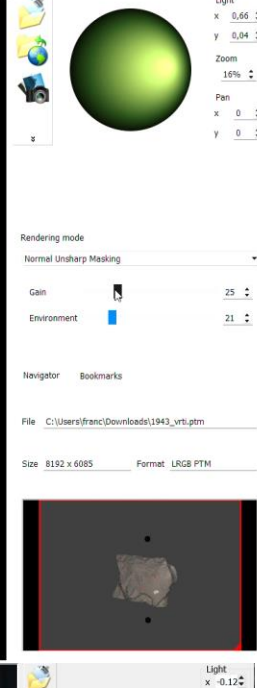 Light
x 0,66
y 0,04
Zoom
16%
Pan
x 0
y 0
Rendering mode
Normal Unsharp Masking
Gain 25
Environment 21
Navigator Bookmarks
File C:\Users\franc\Downloads\1943_vrti.ptm
Size 8192 x 6085 Format LRGB PTM
Light
x -0.12